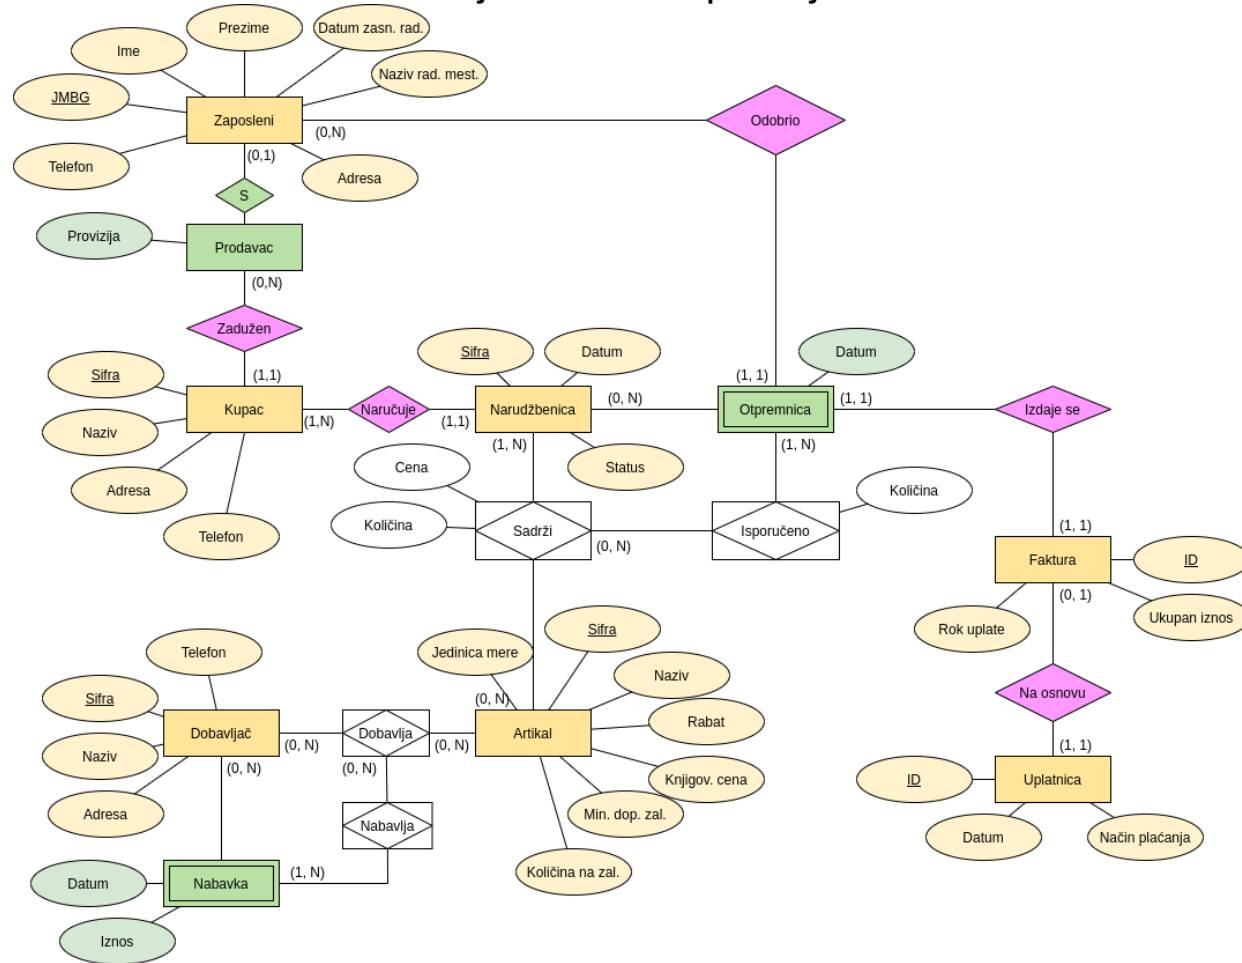 Prezime
Datum zasn. rad.
Ime
Naziv rad. mest.
JMBG
Zaposleni
Odobrio
(0,N)
(0,1)
Telefon
Adresa
S
Provizija
Prodavac
(0,N)
Zadužen
Sifra
Datum
Datum
(1,1)
(1, 1)
Sifra
Kupac
Naručuje
Narudžbenica
(0, N)
Otpremnica
(1, 1)
Izdaje se
(1,N)
(1,1)
Naziv
(1, N)
(1, N)
Cena
Status
Adresa
Količina
Količina
Sadrži
Isporučeno
Telefon
(0, N)
(1, 1)
Faktura
ID
(0, 1)
Rok uplate
Ukupan iznos
Sifra
Telefon
Jedinica mere
Naziv
Sifra
(0, N)
Na osnovu
Rabat
Dobavljač
Dobavlja
Artikal
(0, N)
(0, N)
(1, 1)
Naziv
(0, N)
(0, N)
Knjigov. cena
ID
Uplatnica
Adresa
Min. dop. zal.
Nabavlja
Datum
Način plaćanja
Količina na zal.
(1, N)
Datum
Nabavka
Iznos